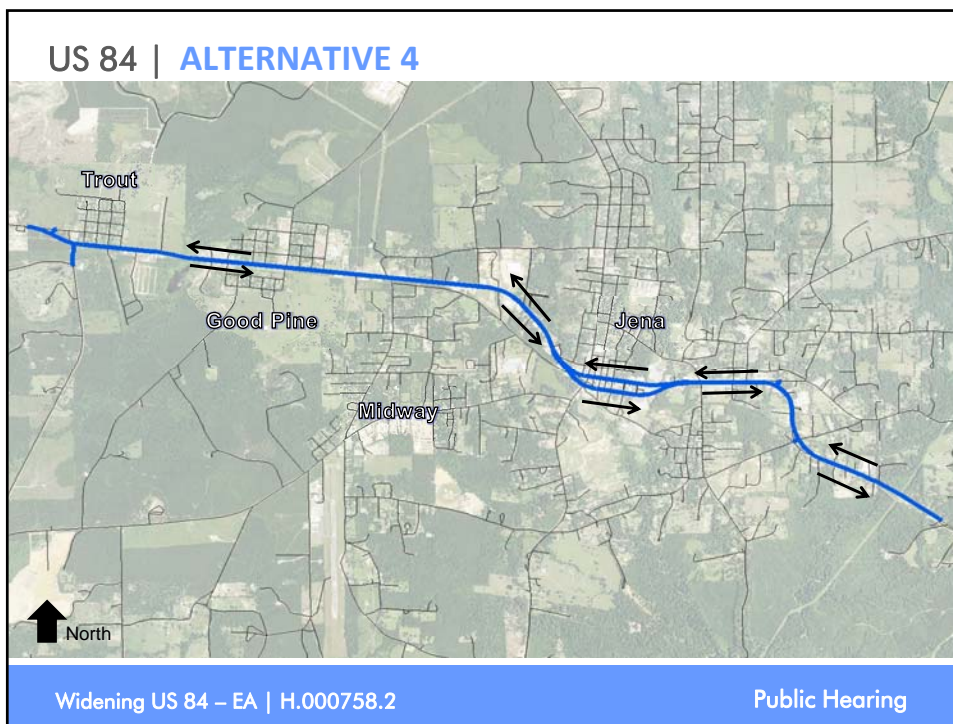 US 84 | ALTERNATIVE 4
Trout
Good Pine
Jena
Midway
North
Widening US 84 – EA | H.000758.2
Public Hearing